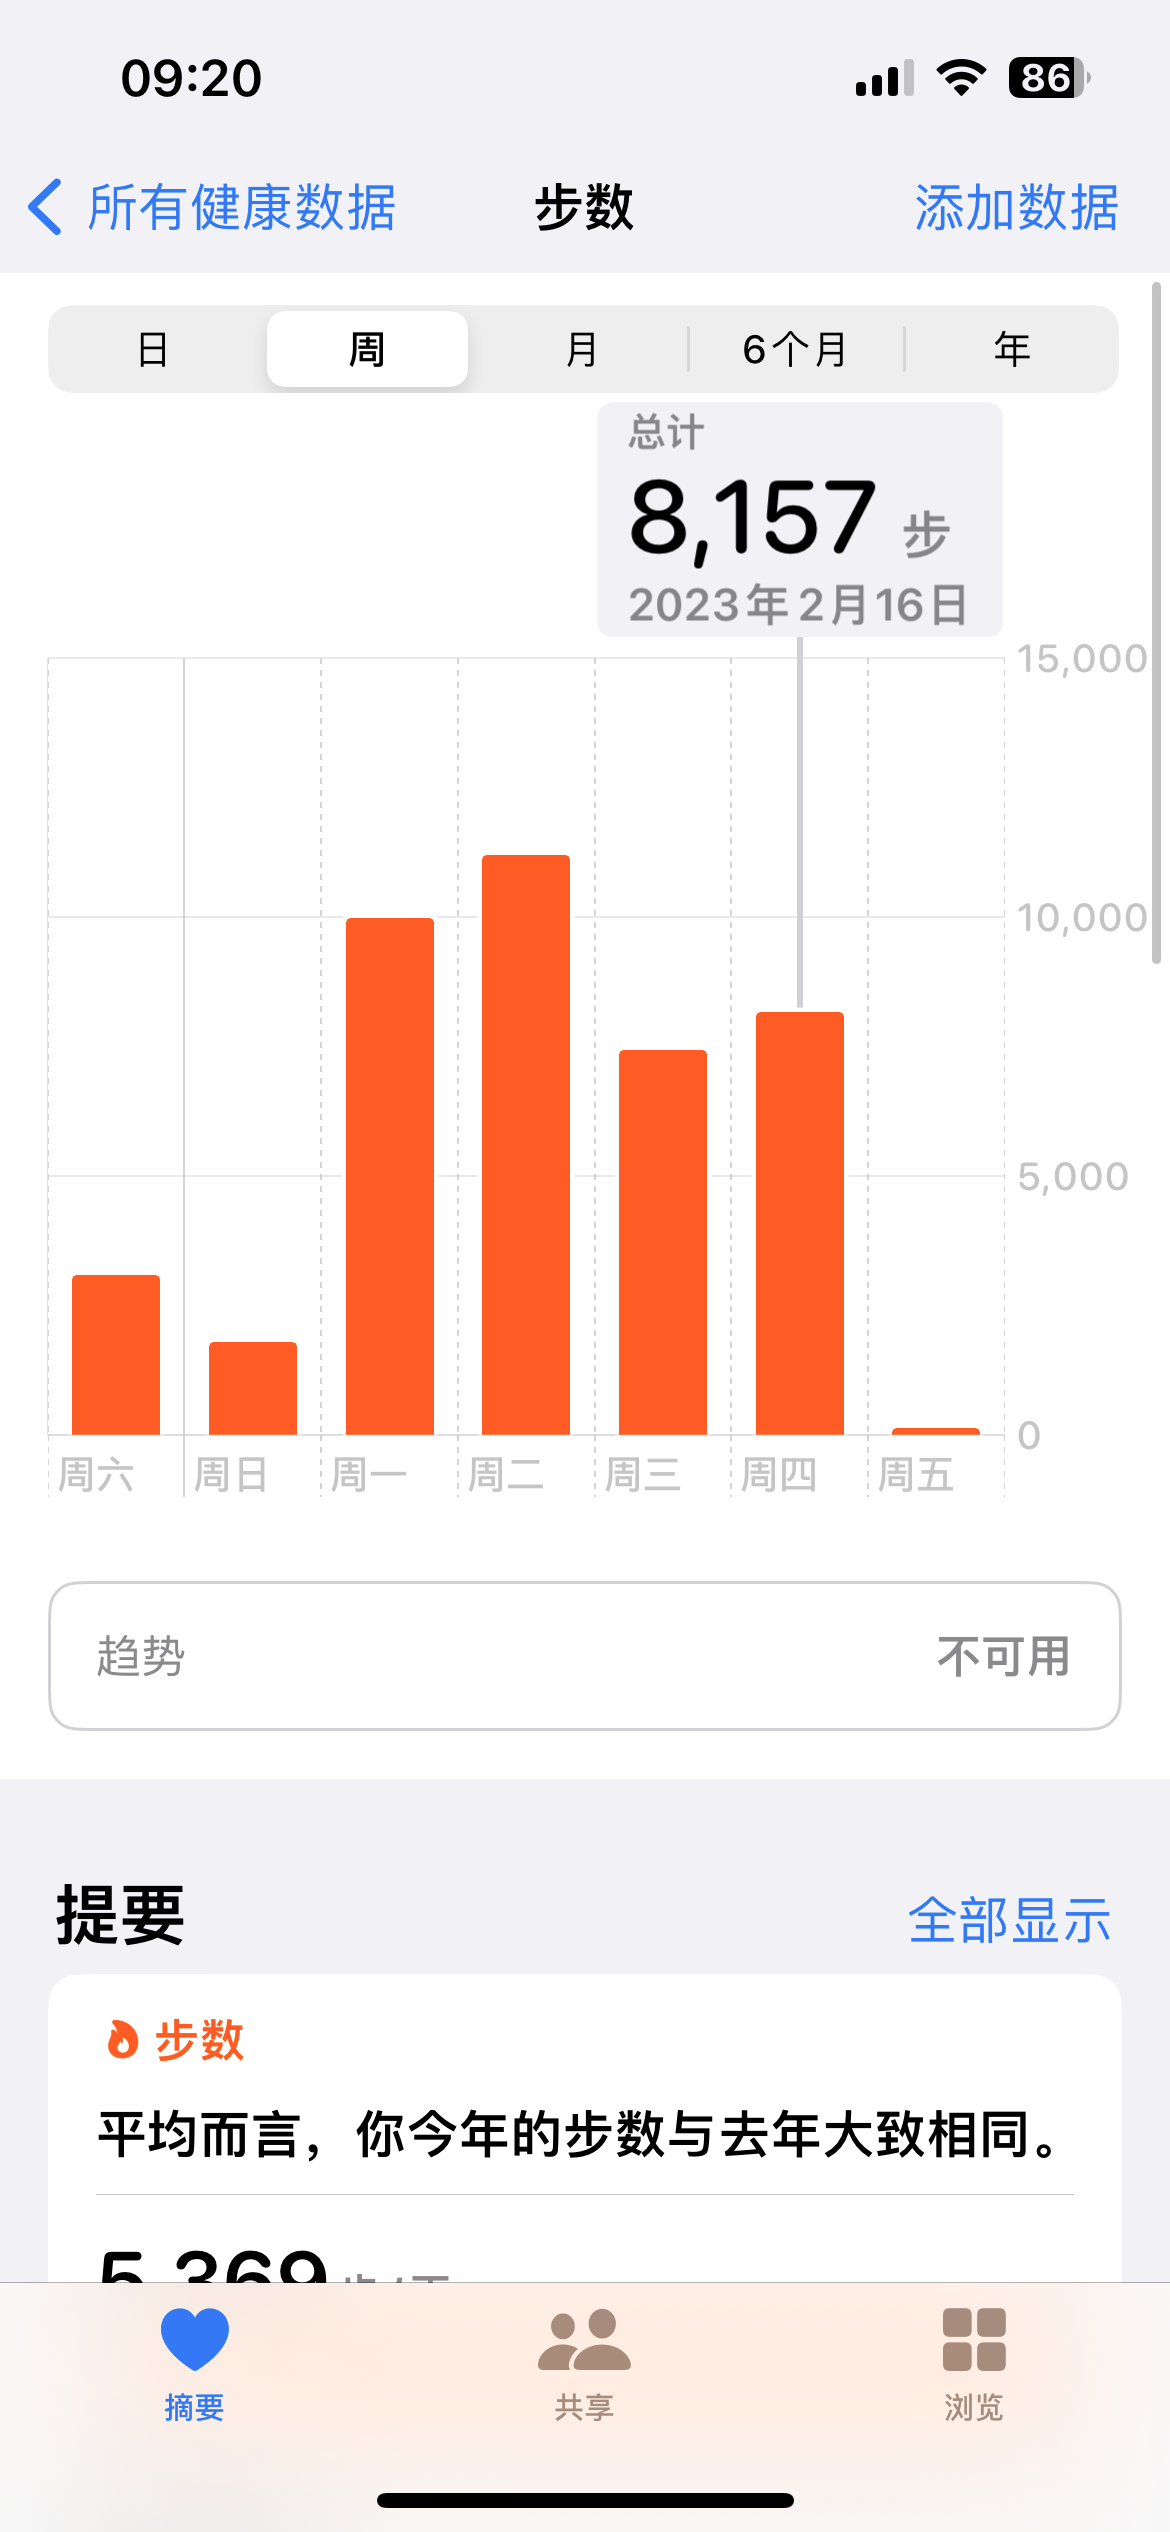 09:20
86
所有健康数据
步数
添加数据
日
周
月
6个月
年
总计
8,157 步
2023年2月16日
15,000
10,000
5,000
0
周六
周日
周一
周二
周三
周四
周五
趋势
不可用
提要
全部显示
步数
平均而言，你今年的步数与去年大致相同。
5,369 步/天
摘要
共享
浏览